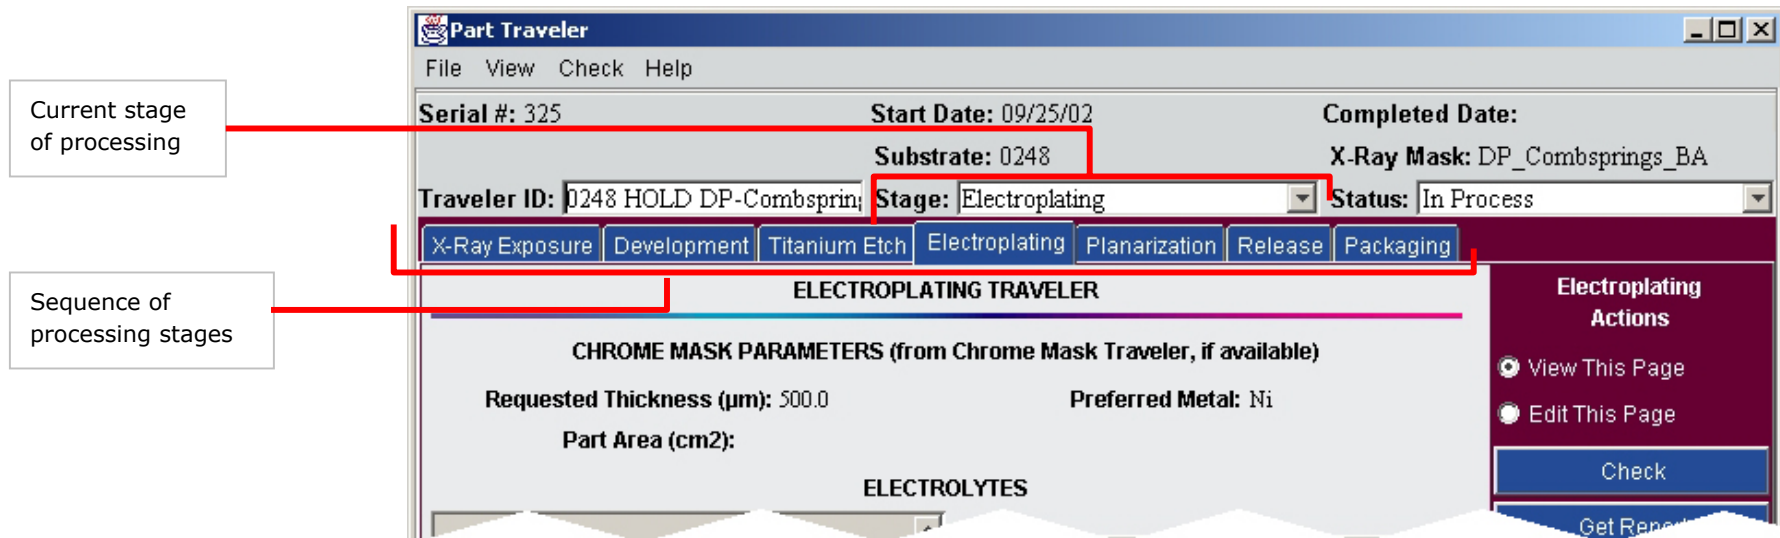 Part Traveler
File View Check Help
Current stage
of processing
Serial #: 325 Start Date: 09/25/02 Completed Date:
Substrate: 0248 X-Ray Mask: DP_Combsprings_BA
Traveler ID: 0248 HOLD DP-Combspring Stage: Electroplating Status: In Process
X-Ray Exposure Development Titanium Etch Electroplating Planarization Release Packaging
Sequence of
processing stages
ELECTROPLATING TRAVELER
Electroplating
Actions
CHROME MASK PARAMETERS (from Chrome Mask Traveler, if available)
View This Page
Requested Thickness (µm): 500.0 Preferred Metal: Ni
Edit This Page
Part Area (cm2):
Check
ELECTROLYTES
Get Report